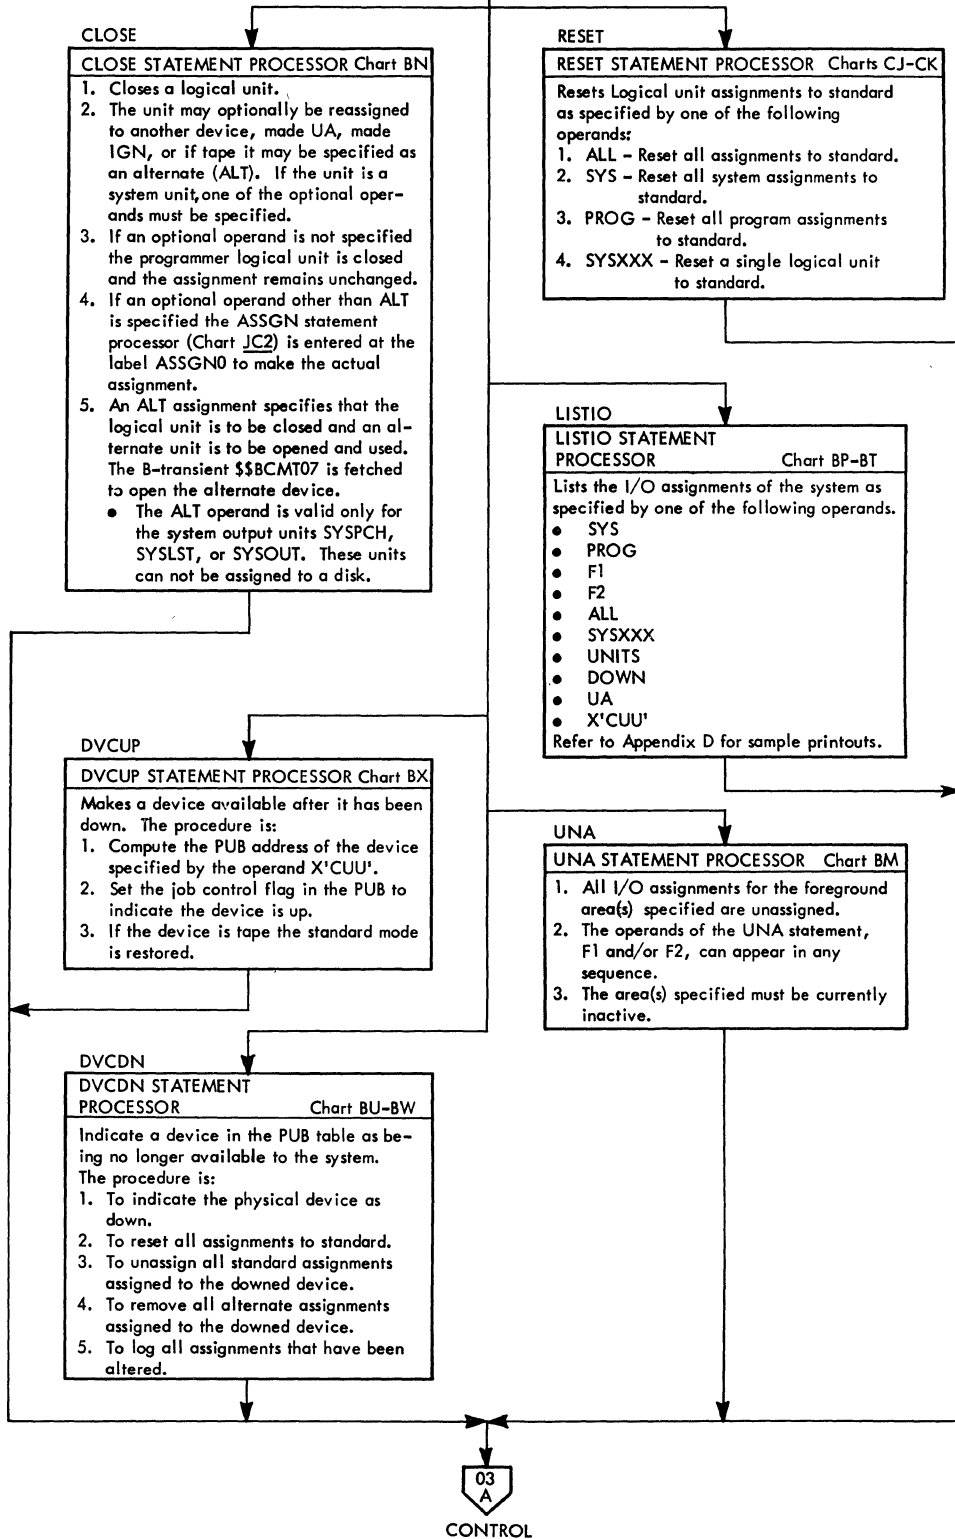 CLOSE
CLOSE STATEMENT PROCESSOR Chart BN
1. Closes a logical unit.
2. The unit may optionally be reassigned
to another device, made UA, made
IGN, or if tape it may be specified as
an alternate (ALT). If the unit is a
system unit, one of the optional oper-
ands must be specified.
3. If an optional operand is not specified
the programmer logical unit is closed
and the assignment remains unchanged.
4. If an optional operand other than ALT
is specified the ASSGN statement
processor (Chart JC2) is entered at the
label ASSGN0 to make the actual
assignment.
5. An ALT assignment specifies that the
logical unit is to be closed and an al-
ternate unit is to be opened and used.
The B-transient $$BCMT07 is fetched
to open the alternate device.
• The ALT operand is valid only for
the system output units SYSPCH,
SYSLST, or SYSOUT. These units
can not be assigned to a disk.
RESET
RESET STATEMENT PROCESSOR Charts CJ-CK
Resets Logical unit assignments to standard
as specified by one of the following
operands:
1. ALL - Reset all assignments to standard.
2. SYS - Reset all system assignments to
standard.
3. PROG - Reset all program assignments
to standard.
4. SYSXXX - Reset a single logical unit
to standard.
LISTIO
LISTIO STATEMENT
PROCESSOR Chart BP-BT
Lists the I/O assignments of the system as
specified by one of the following operands.
• SYS
• PROG
• F1
• F2
• ALL
• SYSXXX
• UNITS
• DOWN
• UA
• X'CUU'
Refer to Appendix D for sample printouts.
DVCUP
DVCUP STATEMENT PROCESSOR Chart BX
Makes a device available after it has been
down. The procedure is:
1. Compute the PUB address of the device
specified by the operand X'CUU'.
2. Set the job control flag in the PUB to
indicate the device is up.
3. If the device is tape the standard mode
is restored.
UNA
UNA STATEMENT PROCESSOR Chart BM
1. All I/O assignments for the foreground
area(s) specified are unassigned.
2. The operands of the UNA statement,
F1 and/or F2, can appear in any
sequence.
3. The area(s) specified must be currently
inactive.
DVCDN
DVCDN STATEMENT
PROCESSOR Chart BU-BW
Indicate a device in the PUB table as be-
ing no longer available to the system.
The procedure is:
1. To indicate the physical device as
down.
2. To reset all assignments to standard.
3. To unassign all standard assignments
assigned to the downed device.
4. To remove all alternate assignments
assigned to the downed device.
5. To log all assignments that have been
altered.
03
A
CONTROL